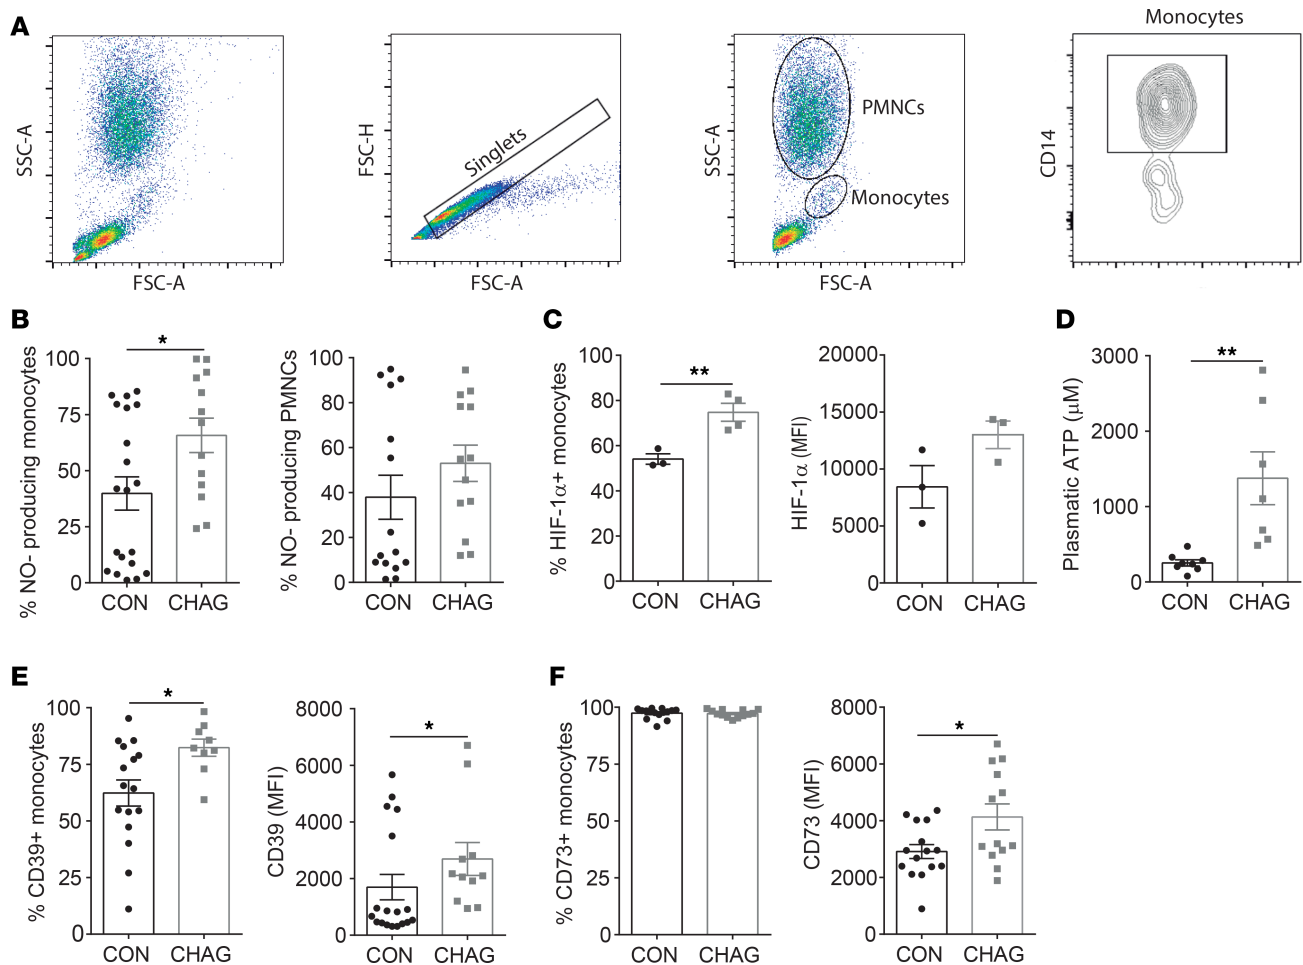 A
SSC-A
FSC-A
FSC-H
Singlets
FSC-A
SSC-A
PMNCs
Monocytes
FSC-A
Monocytes
CD14
B
% NO- producing monocytes
100
75
50
25
0
*
CON
CHAG
% NO- producing PMNCs
100
80
60
40
20
0
CON
CHAG
C
% HIF-1α+ monocytes
100
80
60
40
20
0
**
CON
CHAG
HIF-1α (MFI)
20000
15000
10000
5000
0
CON
CHAG
D
Plasmatic ATP (μM)
3000
2000
1000
0
**
CON
CHAG
E
% CD39+ monocytes
100
75
50
25
0
*
CON
CHAG
CD39 (MFI)
8000
6000
4000
2000
0
*
CON
CHAG
F
% CD73+ monocytes
100
75
50
25
0
CON
CHAG
CD73 (MFI)
8000
6000
4000
2000
0
*
CON
CHAG